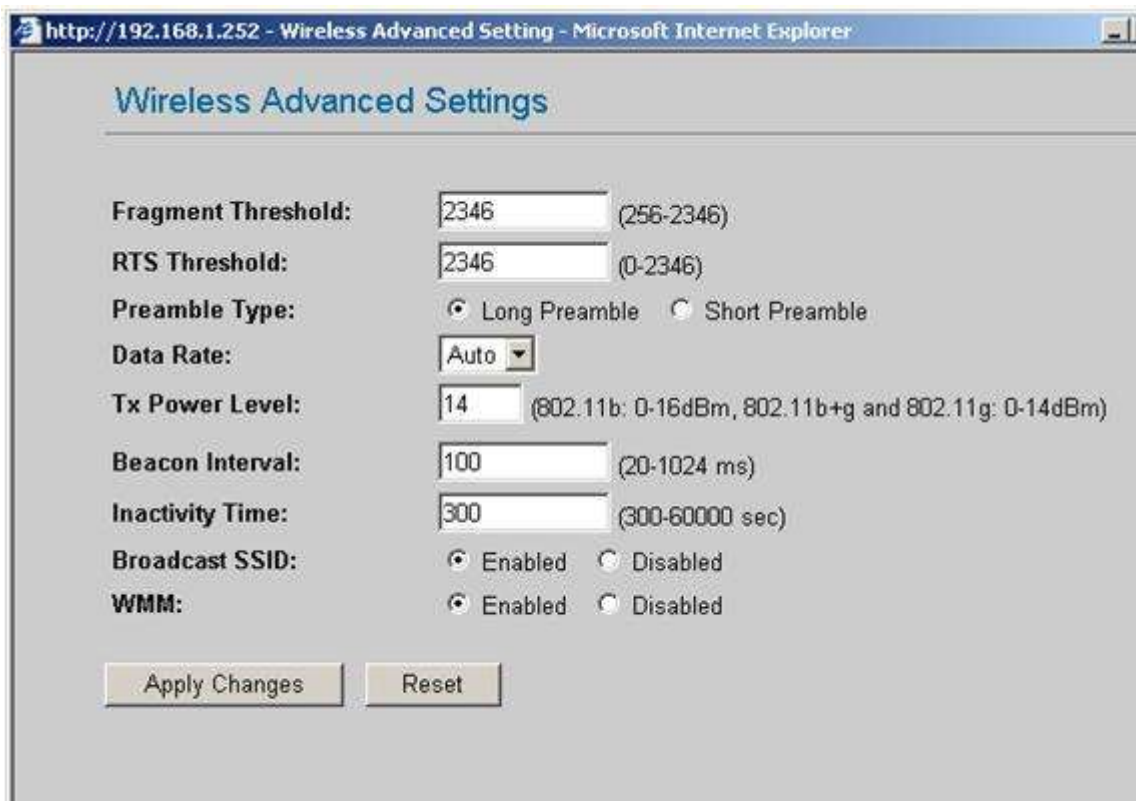 http://192.168.1.252 - Wireless Advanced Setting - Microsoft Internet Explorer
Wireless Advanced Settings
Fragment Threshold: 2346 (256-2346)
RTS Threshold: 2346 (0-2346)
Preamble Type: Long Preamble Short Preamble
Data Rate: Auto
Tx Power Level: 14 (802.11b: 0-16dBm, 802.11b+g and 802.11g: 0-14dBm)
Beacon Interval: 100 (20-1024 ms)
Inactivity Time: 300 (300-60000 sec)
Broadcast SSID: Enabled Disabled
WMM: Enabled Disabled
Apply Changes Reset